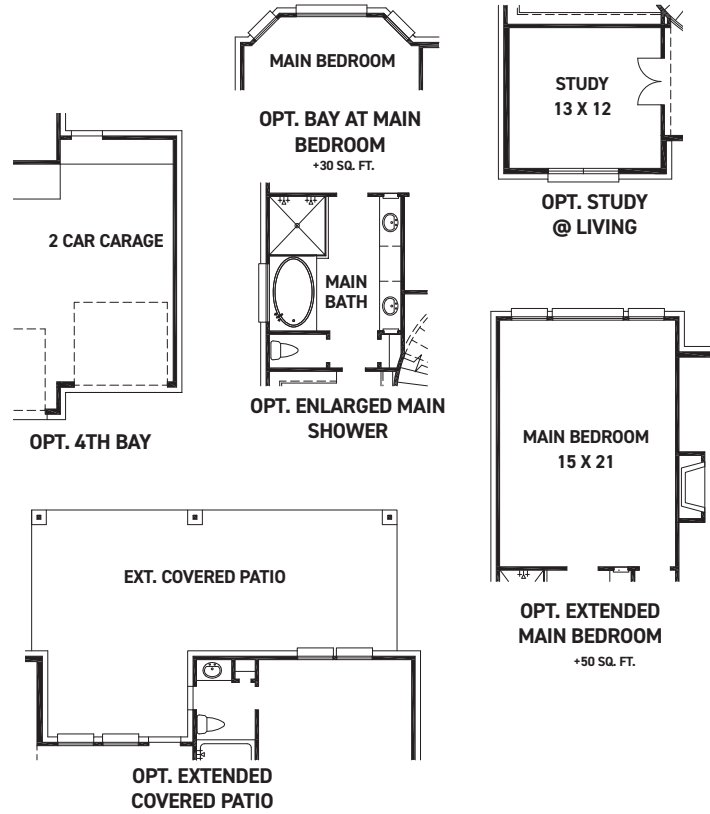 MAIN BEDROOM
OPT. BAY AT MAIN
BEDROOM
+30 SQ. FT.
STUDY
13 X 12
OPT. STUDY
@ LIVING
2 CAR CARAGE
OPT. 4TH BAY
MAIN
BATH
OPT. ENLARGED MAIN
SHOWER
MAIN BEDROOM
15 X 21
OPT. EXTENDED
MAIN BEDROOM
+50 SQ. FT.
EXT. COVERED PATIO
OPT. EXTENDED
COVERED PATIO